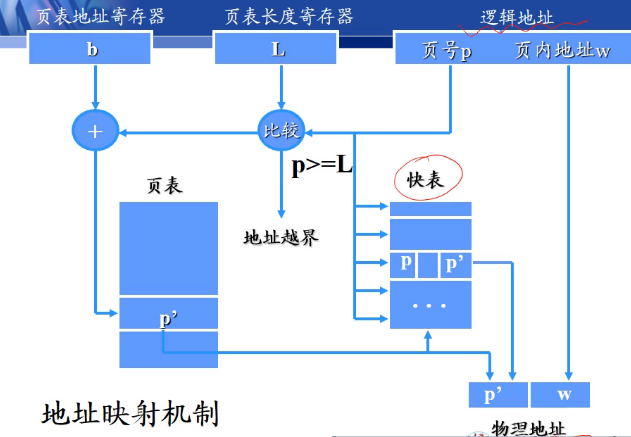 页表地址寄存器 页表长度寄存器 逻辑地址
b L 页号p 页内地址w
+ 比较
p>=L
页表 快表
地址越界
p p’
p’ ...
p’ w
地址映射机制
物理地址